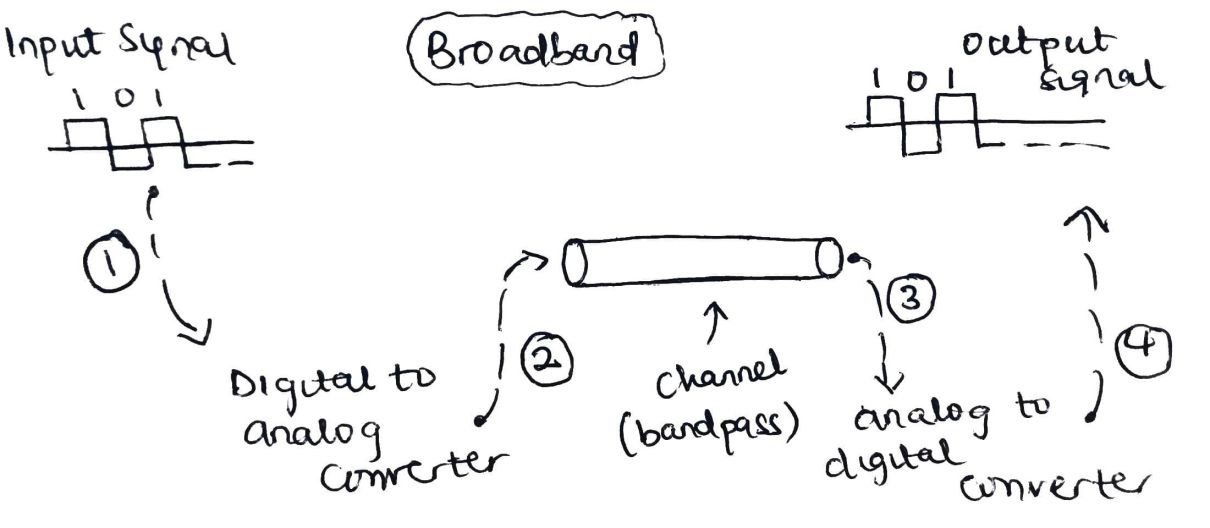 Input Signal
Broadband
output
signal
1 0 1
1 0 1
1
2
3
4
Digital to
analog
converter
Channel
(bandpass)
analog to
digital
converter